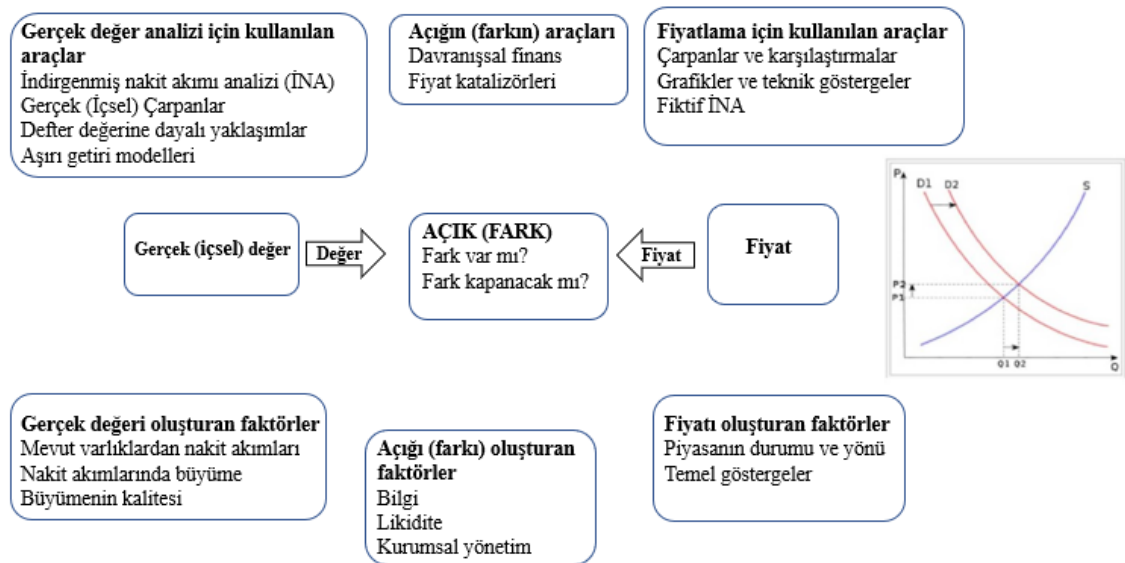 Gerçek değer analizi için kullanılan
araçlar
İndirgenmiş nakit akımı analizi (İNA)
Gerçek (İçsel) Çarpanlar
Defter değerine dayalı yaklaşımlar
Aşırı getiri modelleri
Açığın (farkın) araçları
Davranışsal finans
Fiyat katalizörleri
Fiyatlama için kullanılan araçlar
Çarpanlar ve karşılaştırmalar
Grafikler ve teknik göstergeler
Fiktif İNA
Gerçek (içsel) değer
Değer
AÇIK (FARK)
Fark var mı?
Fark kapanacak mı?
Fiyat
Fiyat
P
D1 D2
S
P2
P1
Q1 Q2
Q
Gerçek değeri oluşturan faktörler
Mevut varlıklardan nakit akımları
Nakit akımlarında büyüme
Büyümenin kalitesi
Açığı (farkı) oluşturan
faktörler
Bilgi
Likidite
Kurumsal yönetim
Fiyatı oluşturan faktörler
Piyasanın durumu ve yönü
Temel göstergeler